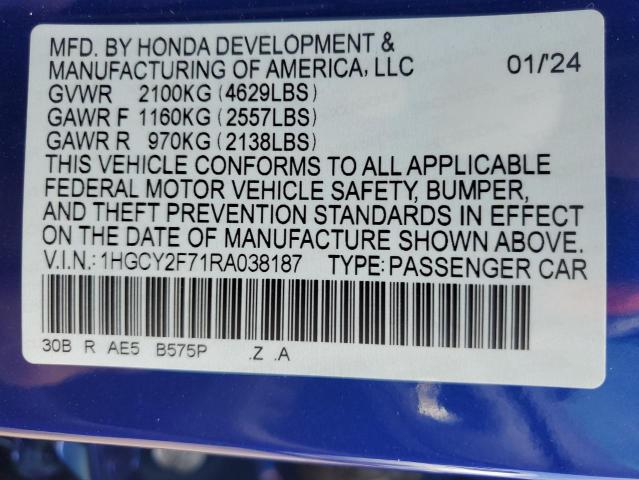 MFD. BY HONDA DEVELOPMENT &
MANUFACTURING OF AMERICA, LLC 01/'24
GVWR 2100KG (4629LBS)
GAWR F 1160KG (2557LBS)
GAWR R 970KG (2138LBS)
THIS VEHICLE CONFORMS TO ALL APPLICABLE
FEDERAL MOTOR VEHICLE SAFETY, BUMPER,
AND THEFT PREVENTION STANDARDS IN EFFECT
ON THE DATE OF MANUFACTURE SHOWN ABOVE.
V.I.N.: 1HGCY2F71RA038187 TYPE: PASSENGER CAR
30B R AE5 B575P .Z .A